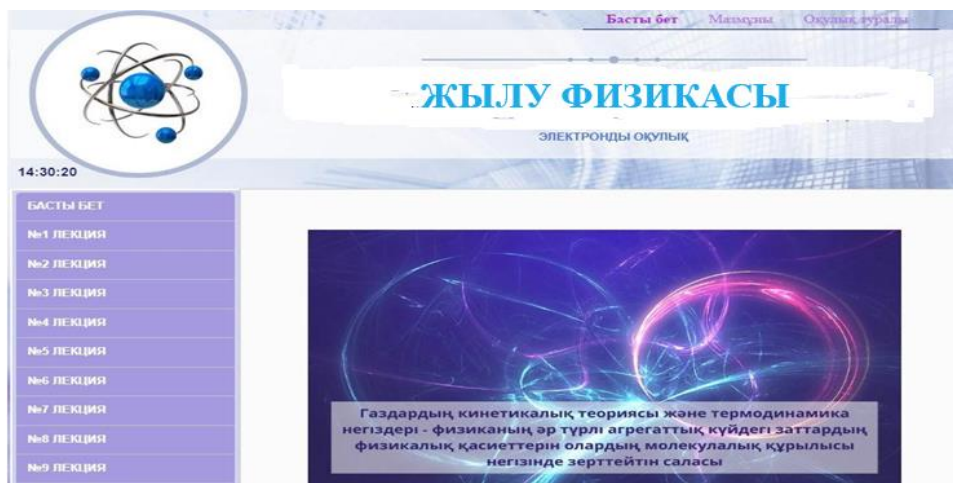 Басты бет Мазмұны Оқулық туралы
ЖЫЛУ ФИЗИКАСЫ
ЭЛЕКТРОНДЫ ОҚУЛЫҚ
14:30:20
БАСТЫ БЕТ
№1 ЛЕКЦИЯ
№2 ЛЕКЦИЯ
№3 ЛЕКЦИЯ
№4 ЛЕКЦИЯ
№5 ЛЕКЦИЯ
№6 ЛЕКЦИЯ
№7 ЛЕКЦИЯ
№8 ЛЕКЦИЯ
№9 ЛЕКЦИЯ
Газдардың кинетикалық теориясы және термодинамика
негіздері - физиканың әр түрлі агрегаттық күйдегі заттардың
физикалық қасиеттерін олардың молекулалық құрылысы
негізінде зерттейтін саласы